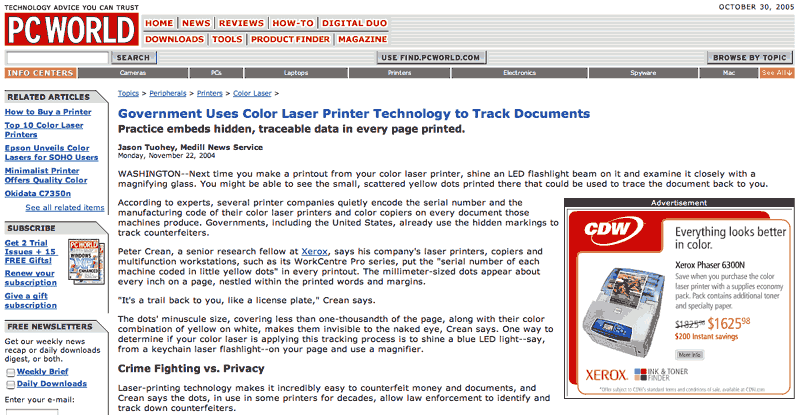 TECHNOLOGY ADVICE YOU CAN TRUST
OCTOBER 30, 2005
PC WORLD
HOME | NEWS | REVIEWS | HOW-TO | DIGITAL DUO
DOWNLOADS | TOOLS | PRODUCT FINDER | MAGAZINE
SEARCH
USE FIND.PCWORLD.COM
BROWSE BY TOPIC
INFO CENTERS
Cameras
PCs
Laptops
Printers
Electronics
Spyware
Mac
See All
RELATED ARTICLES
How to Buy a Printer
Top 10 Color Laser
Printers
Epson Unveils Color
Lasers for SOHO Users
Minimalist Printer
Offers Quality Color
Okidata C7350n
See all related items
SUBSCRIBE
Get 2 Trial
Issues + 15
FREE Gifts!
Renew your
subscription
Give a gift
subscription
PC WORLD
FREE NEWSLETTERS
Get our weekly news
recap or daily downloads
digest, or both.
Weekly Brief
Daily Downloads
Enter your e-mail:
Topics > Peripherals > Printers > Color Laser >
Government Uses Color Laser Printer Technology to Track Documents
Practice embeds hidden, traceable data in every page printed.
Jason Tuohey, Medill News Service
Monday, November 22, 2004
WASHINGTON--Next time you make a printout from your color laser printer, shine an LED flashlight beam on it and examine it closely with a
magnifying glass. You might be able to see the small, scattered yellow dots printed there that could be used to trace the document back to you.
According to experts, several printer companies quietly encode the serial number and the
manufacturing code of their color laser printers and color copiers on every document those
machines produce. Governments, including the United States, already use the hidden markings to
track counterfeiters.
Peter Crean, a senior research fellow at Xerox, says his company's laser printers, copiers and
multifunction workstations, such as its WorkCentre Pro series, put the "serial number of each
machine coded in little yellow dots" in every printout. The millimeter-sized dots appear about
every inch on a page, nestled within the printed words and margins.
"It's a trail back to you, like a license plate," Crean says.
The dots' minuscule size, covering less than one-thousandth of the page, along with their color
combination of yellow on white, makes them invisible to the naked eye, Crean says. One way to
determine if your color laser is applying this tracking process is to shine a blue LED light--say,
from a keychain laser flashlight--on your page and use a magnifier.
Crime Fighting vs. Privacy
Laser-printing technology makes it incredibly easy to counterfeit money and documents, and
Crean says the dots, in use in some printers for decades, allow law enforcement to identify and
track down counterfeiters.
Advertisement
CDW
Everything looks better
in color.
Xerox Phaser 6300N
Save when you purchase the color
laser printer with a supplies economy
pack. Pack contains additional toner
and specialty paper.
$1825.98 $1625.98
$200 Instant savings
More Info
XEROX.
INK & TONER
FINDER
*Offer subject to CDW's standard terms and conditions of sale, available at CDW.com.